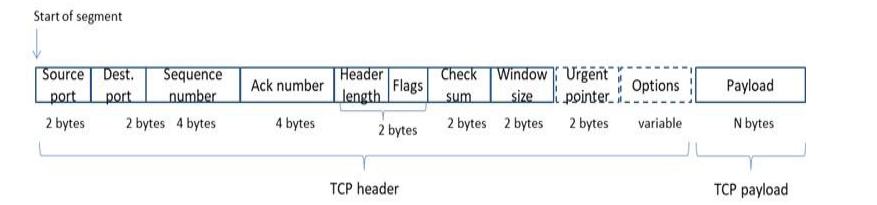 Start of segment
Source port
Dest. port
Sequence number
Ack number
Header length
Flags
Check sum
Window size
Urgent pointer
Options
Payload
2 bytes
2 bytes
4 bytes
4 bytes
2 bytes
2 bytes
2 bytes
2 bytes
variable
N bytes
TCP header
TCP payload